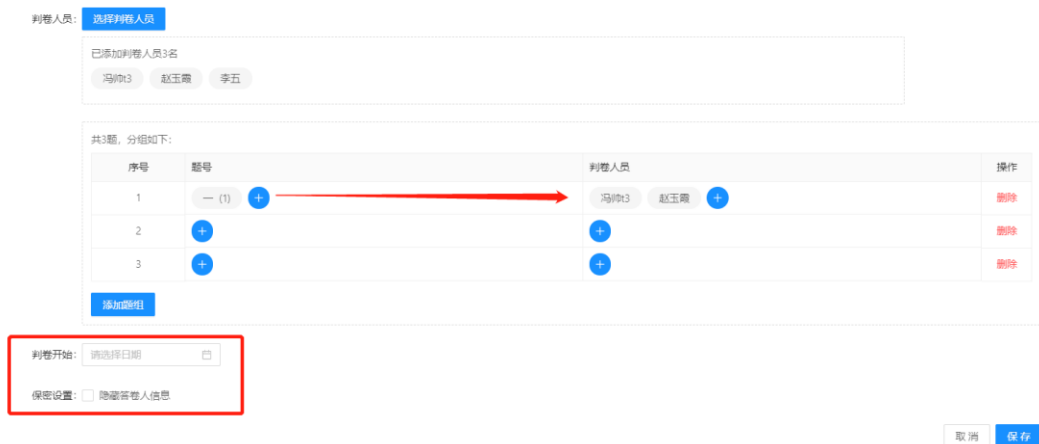 判卷人员： 选择判卷人员
已添加判卷人员3名
冯帅t3 赵玉霞 李五
共3题，分组如下：
序号 题号 判卷人员 操作
1 一 (1) + 冯帅t3 赵玉霞 + 删除
2 + + 删除
3 + + 删除
添加题组
判卷开始： 请选择日期
保密设置： 隐藏答卷人信息
取消 保存